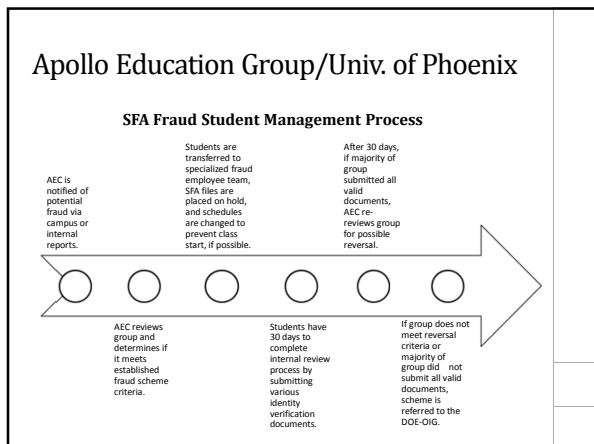 Apollo Education Group/Univ. of Phoenix
SFA Fraud Student Management Process
AEC is
notified of
potential
fraud via
campus or
internal
reports.
AEC reviews
group and
determines if
it meets
established
fraud scheme
criteria.
Students are
transferred to
specialized fraud
employee team,
SFA files are
placed on hold,
and schedules
are changed to
prevent class
start, if possible.
Students have
30 days to
complete
internal review
process by
submitting
various
identity
verification
documents.
After 30 days,
if majority of
group
submitted all
valid
documents,
AEC re-
reviews group
for possible
reversal.
If group does not
meet reversal
criteria or
majority of
group did not
submit all valid
documents,
scheme is
referred to the
DOE-OIG.